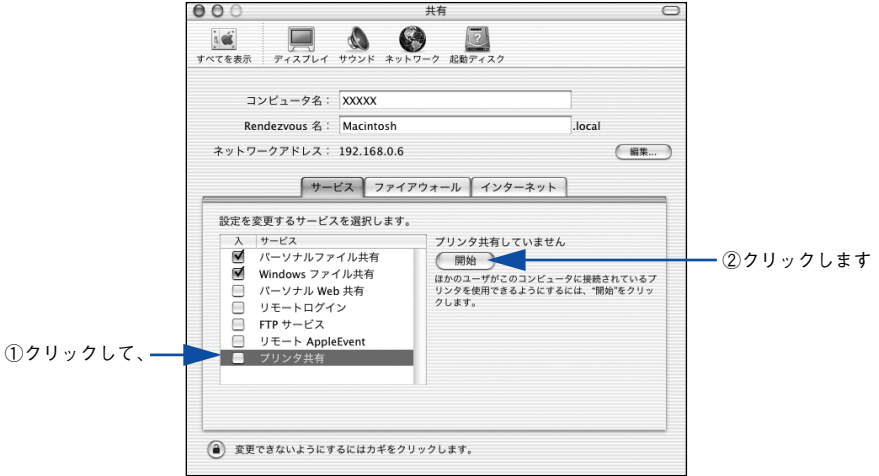 共有
すべてを表示 ディスプレイ サウンド ネットワーク 起動ディスク
コンピュータ名： XXXXX
Rendezvous 名： Macintosh .local
ネットワークアドレス： 192.168.0.6 編集...
サービス ファイアウォール インターネット
設定を変更するサービスを選択します。
入 サービス
パーソナルファイル共有
Windows ファイル共有
パーソナル Web 共有
リモートログイン
FTP サービス
リモート AppleEvent
プリンタ共有
プリンタ共有していません
開始
ほかのユーザがこのコンピュータに接続されているプ
リンタを使用できるようにするには、“開始”をクリッ
クします。
①クリックして、
②クリックします
変更できないようにするにはカギをクリックします。